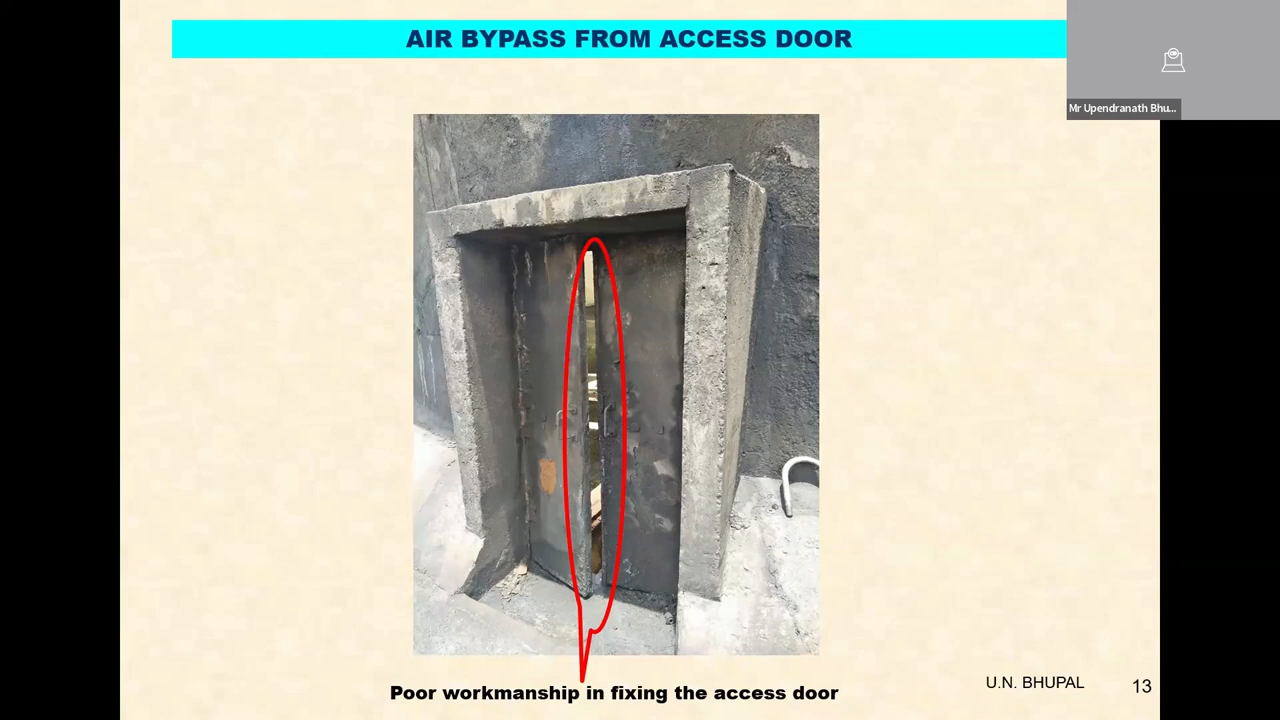 AIR BYPASS FROM ACCESS DOOR
Mr Upendranath Bhu...
Poor workmanship in fixing the access door
U.N. BHUPAL
13